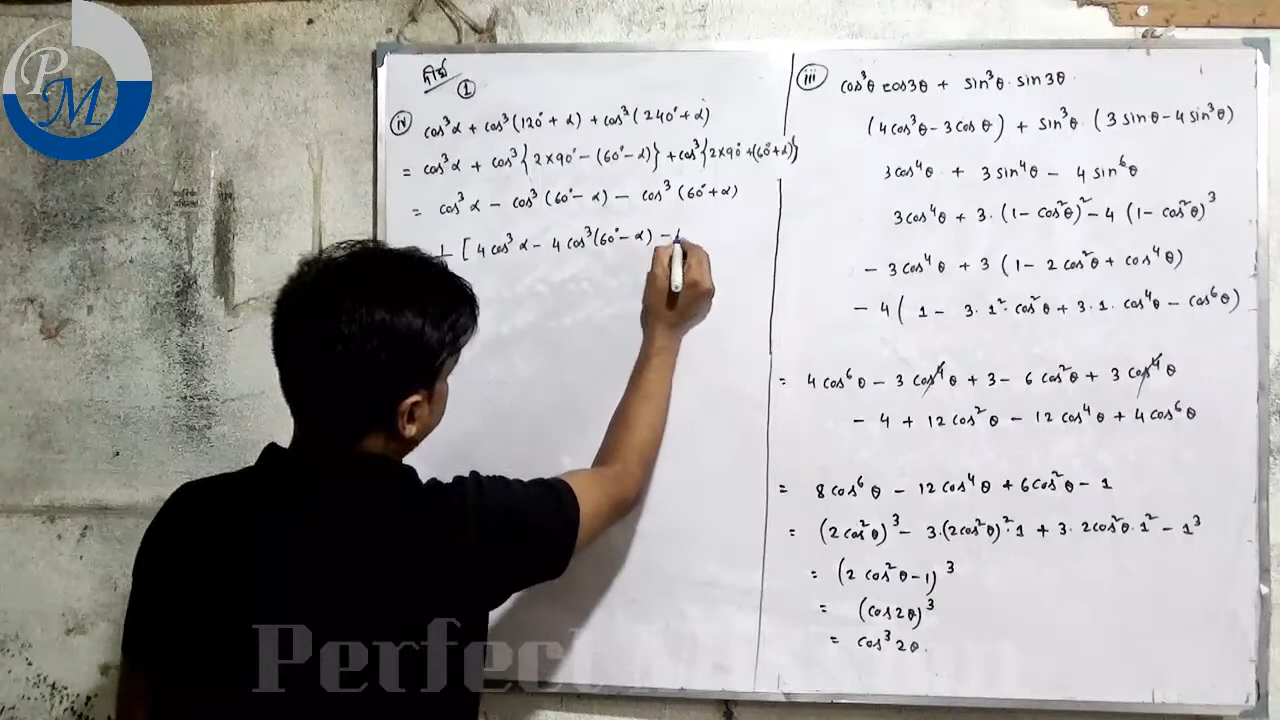 PM
দীর্ঘ
①
iv cos³α + cos³(120° + α) + cos³(240° + α)
= cos³α + cos³{2×90° − (60° − α)} + cos³{2×90° + (60° + α)}
= cos³α − cos³(60° − α) − cos³(60° + α)
[4cos³α − 4cos³(60° − α) −
iii cos³θ cos3θ + sin³θ · sin3θ
(4cos³θ − 3cosθ) + sin³θ · (3sinθ − 4sin³θ)
3cos⁴θ + 3sin⁴θ − 4sin⁶θ
3cos⁴θ + 3·(1 − cos²θ)² − 4(1 − cos²θ)³
− 3cos⁴θ + 3(1 − 2cos²θ + cos⁴θ)
− 4(1 − 3·1²·cos²θ + 3·1·cos⁴θ − cos⁶θ)
= 4cos⁶θ − 3cos⁴θ + 3 − 6cos²θ + 3cos⁴θ
− 4 + 12cos²θ − 12cos⁴θ + 4cos⁶θ
= 8cos⁶θ − 12cos⁴θ + 6cos²θ − 1
= (2cos²θ)³ − 3·(2cos²θ)²·1 + 3·2cos²θ·1² − 1³
= (2cos²θ − 1)³
= (cos2θ)³
= cos³2θ.
Perfect Mission